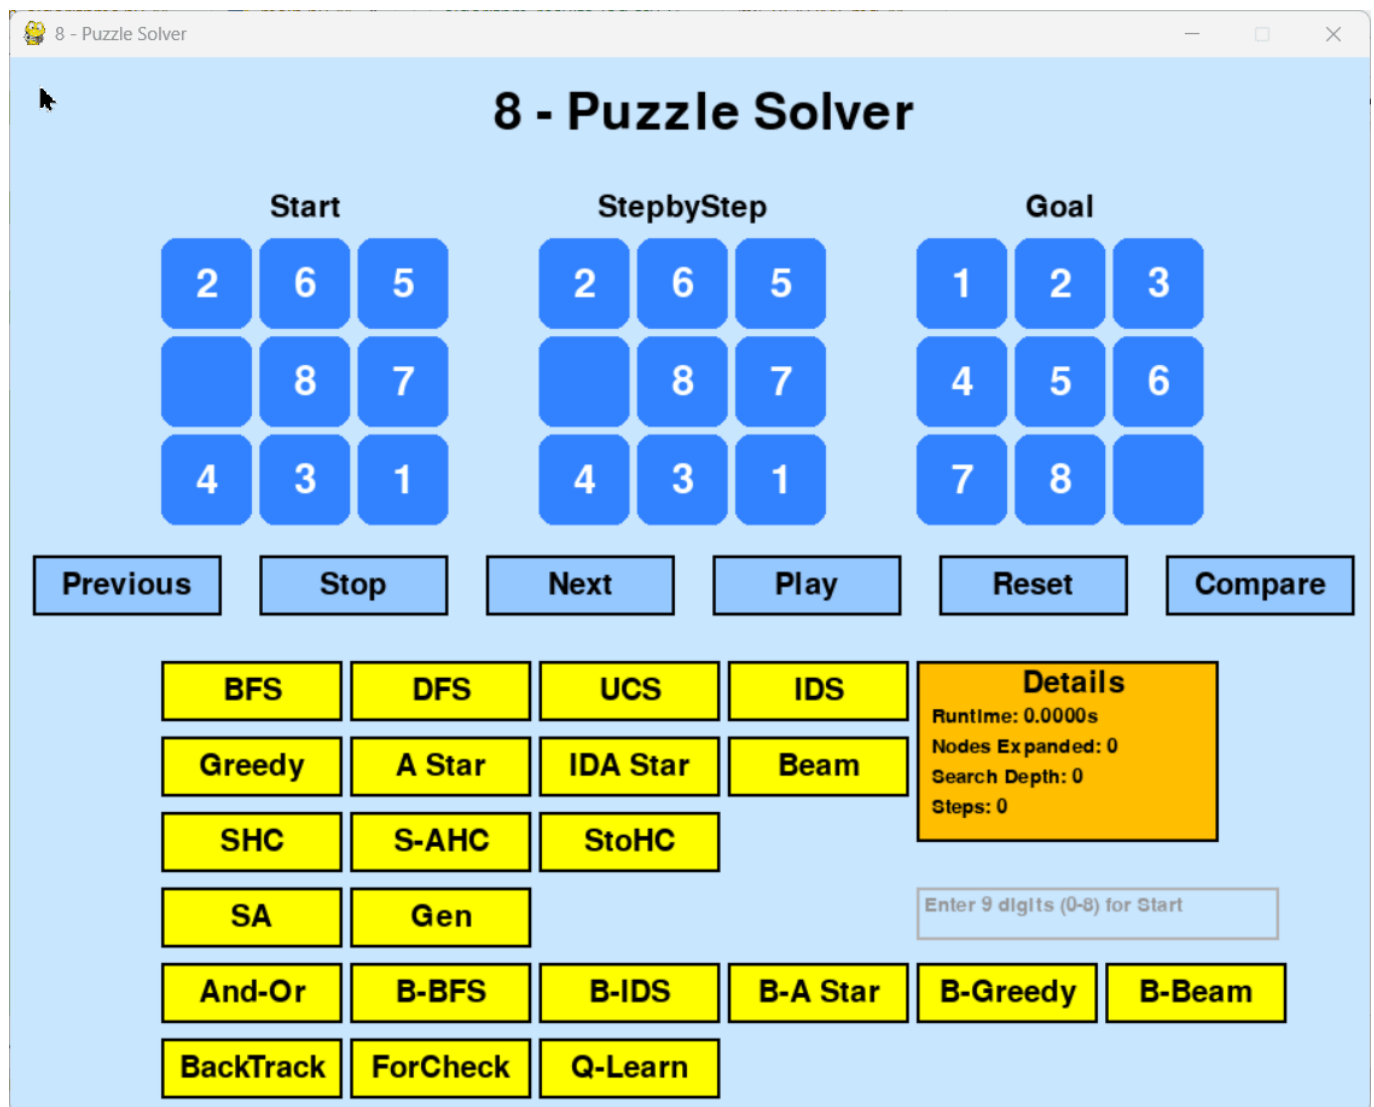 8 - Puzzle Solver
8 - Puzzle Solver
Start StepbyStep Goal
2 6 5 2 6 5 1 2 3
8 7 8 7 4 5 6
4 3 1 4 3 1 7 8
Previous Stop Next Play Reset Compare
BFS DFS UCS IDS
Details
Runtime: 0.0000s
Nodes Expanded: 0
Search Depth: 0
Steps: 0
Greedy A Star IDA Star Beam
SHC S-AHC StoHC
SA Gen
Enter 9 digits (0-8) for Start
And-Or B-BFS B-IDS B-A Star B-Greedy B-Beam
BackTrack ForCheck Q-Learn